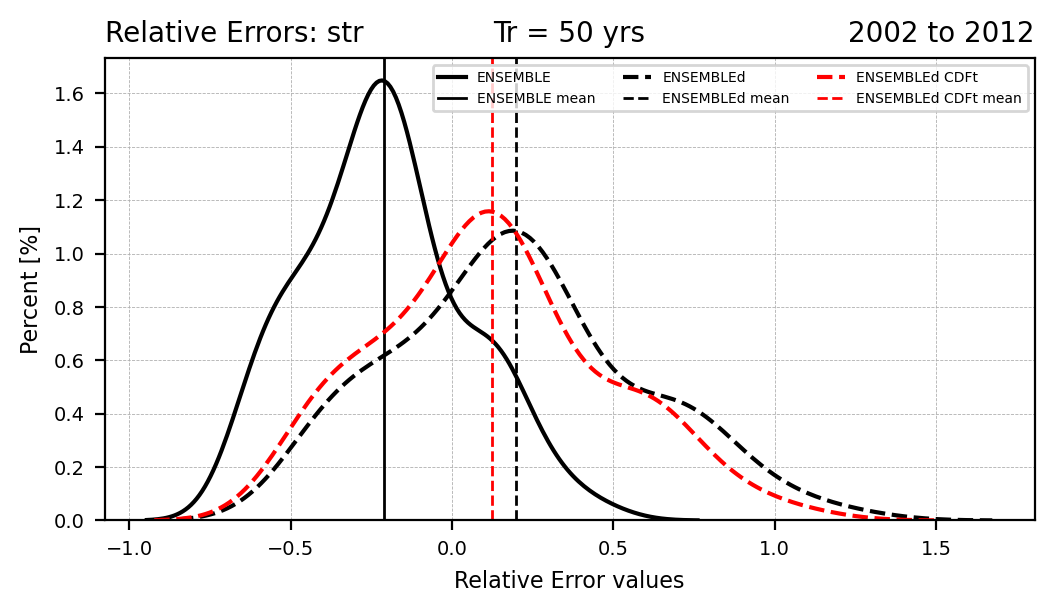 Relative Errors: str
Tr = 50 yrs
2002 to 2012
ENSEMBLE
ENSEMBLE mean
ENSEMBLEd
ENSEMBLEd mean
ENSEMBLEd CDFt
ENSEMBLEd CDFt mean
Percent [%]
1.6
1.4
1.2
1.0
0.8
0.6
0.4
0.2
0.0
−1.0
−0.5
0.0
0.5
1.0
1.5
Relative Error values